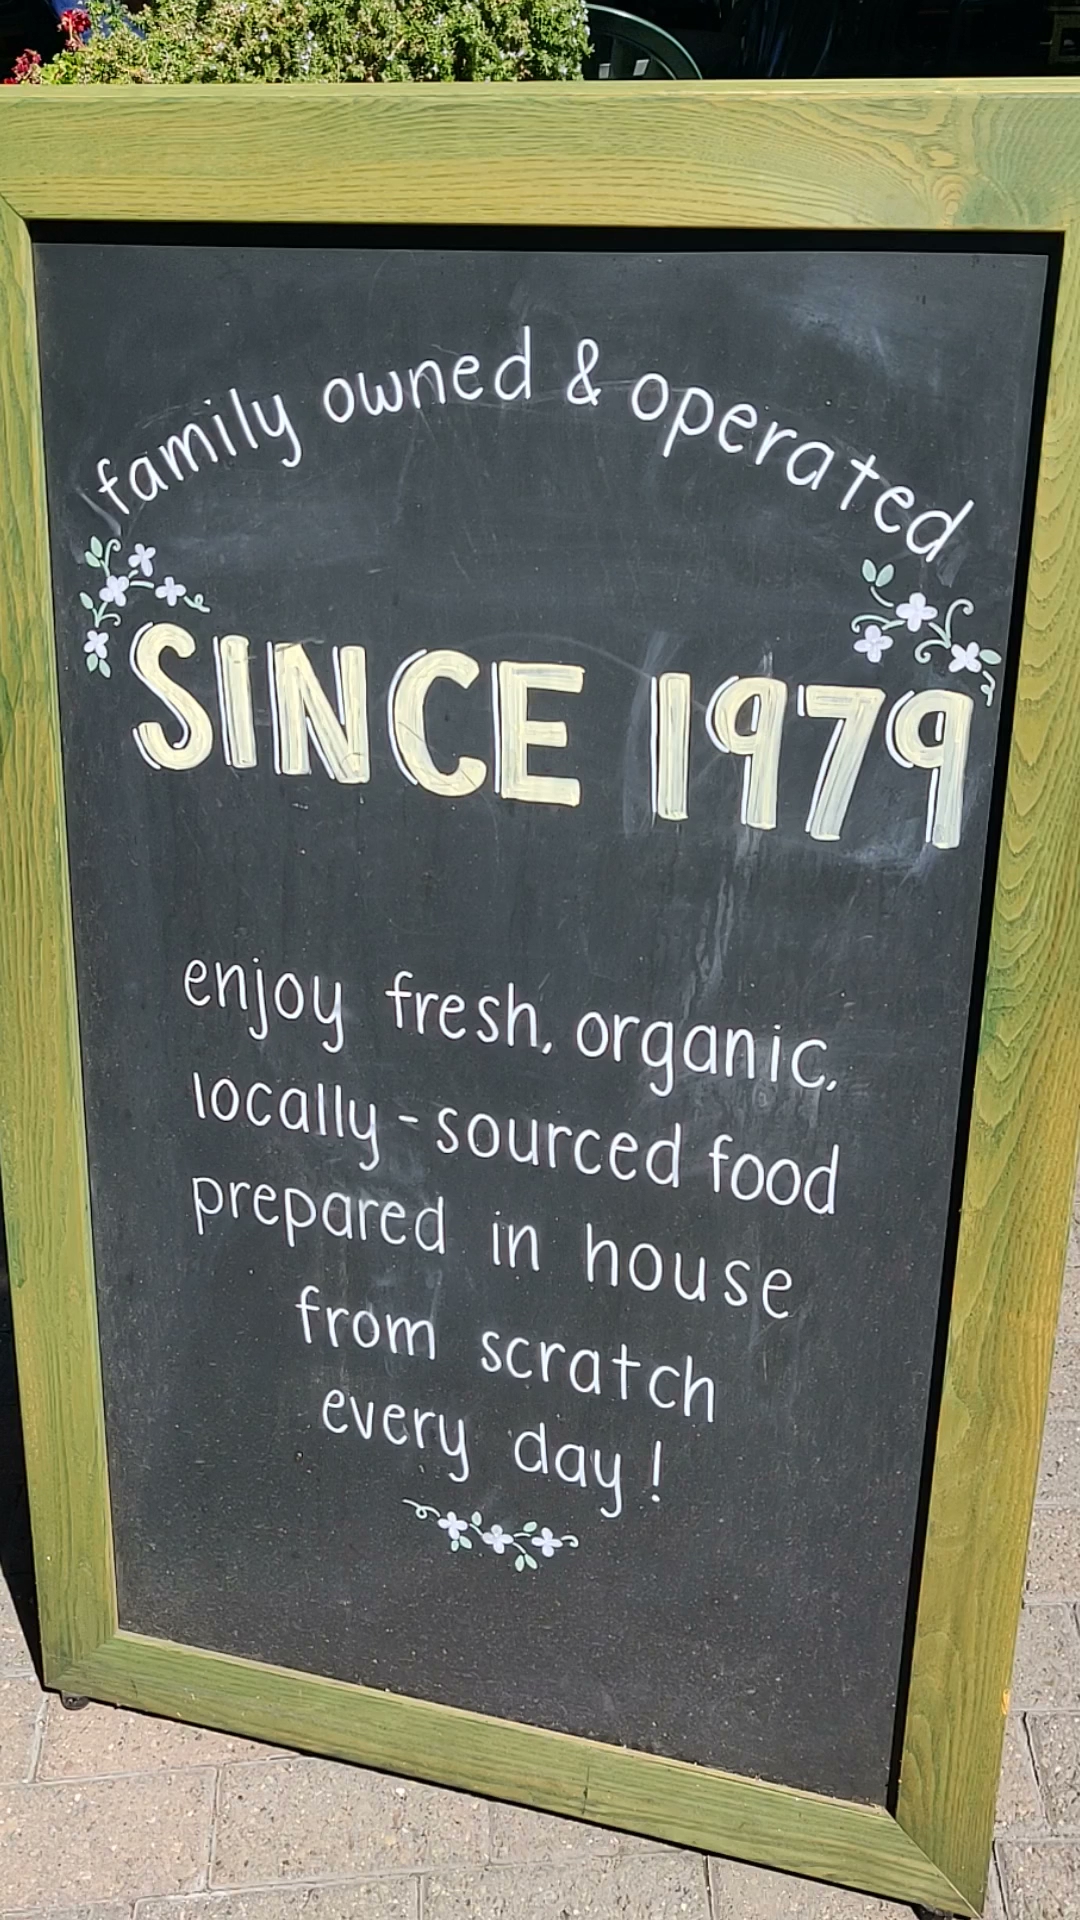 family owned & operated
SINCE 1979
enjoy fresh, organic,
locally-sourced food
prepared in house
from scratch
every day!